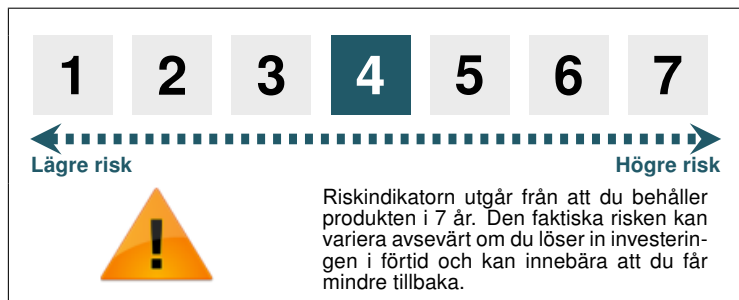 1 2 3 4 5 6 7
Lägre risk Högre risk
!
Riskindikatorn utgår från att du behåller
produkten i 7 år. Den faktiska risken kan
variera avsevärt om du löser in investerin-
gen i förtid och kan innebära att du får
mindre tillbaka.